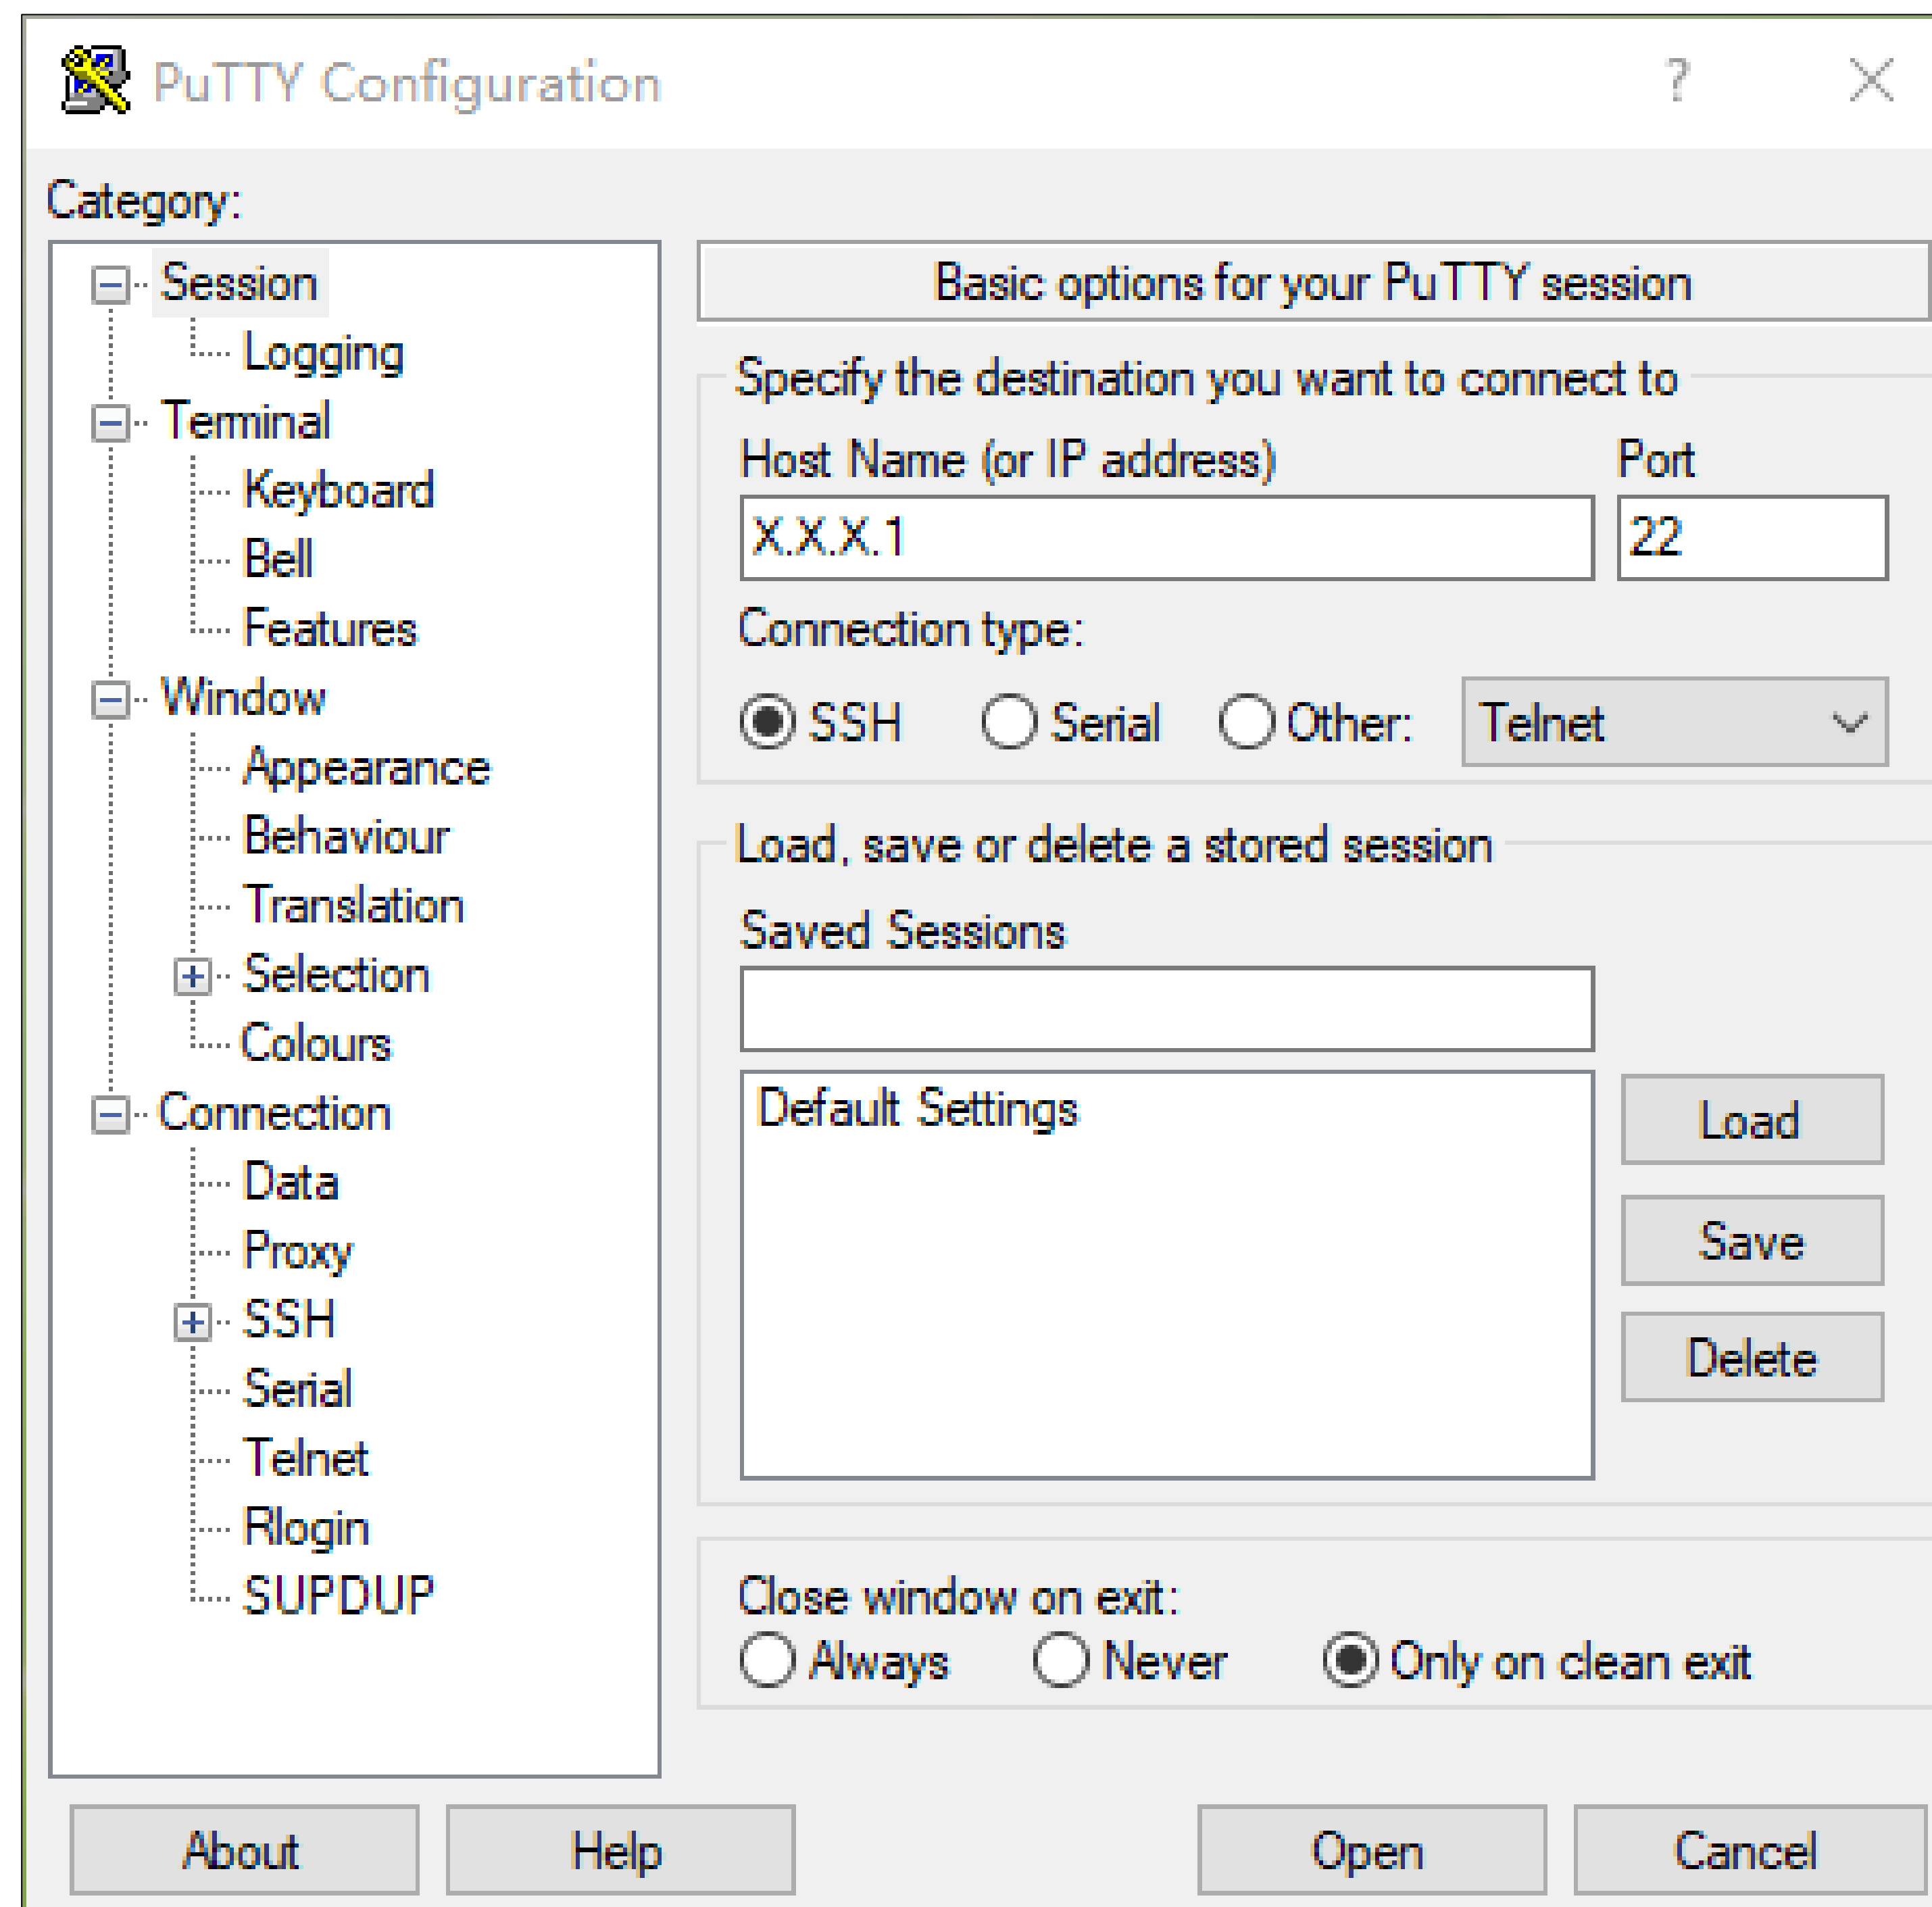 PuTTY Configuration
Category:
Session
Logging
Terminal
Keyboard
Bell
Features
Window
Appearance
Behaviour
Translation
Selection
Colours
Connection
Data
Proxy
SSH
Serial
Telnet
Rlogin
SUPDUP
Basic options for your PuTTY session
Specify the destination you want to connect to
Host Name (or IP address) Port
X.X.X.1 22
Connection type:
SSH Serial Other: Telnet
Load, save or delete a stored session
Saved Sessions
Default Settings
Load
Save
Delete
Close window on exit:
Always Never Only on clean exit
About Help Open Cancel